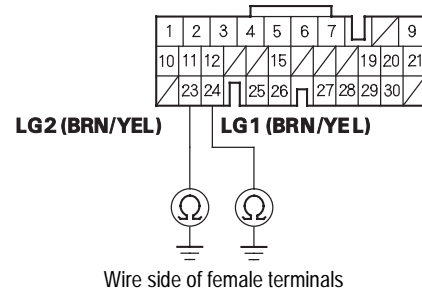 1 2 3 4 5 6 7 9
10 11 12 15 19 20 21
23 24 25 26 27 28 29 30
LG2 (BRN/YEL) LG1 (BRN/YEL)
Ω Ω
Wire side of female terminals